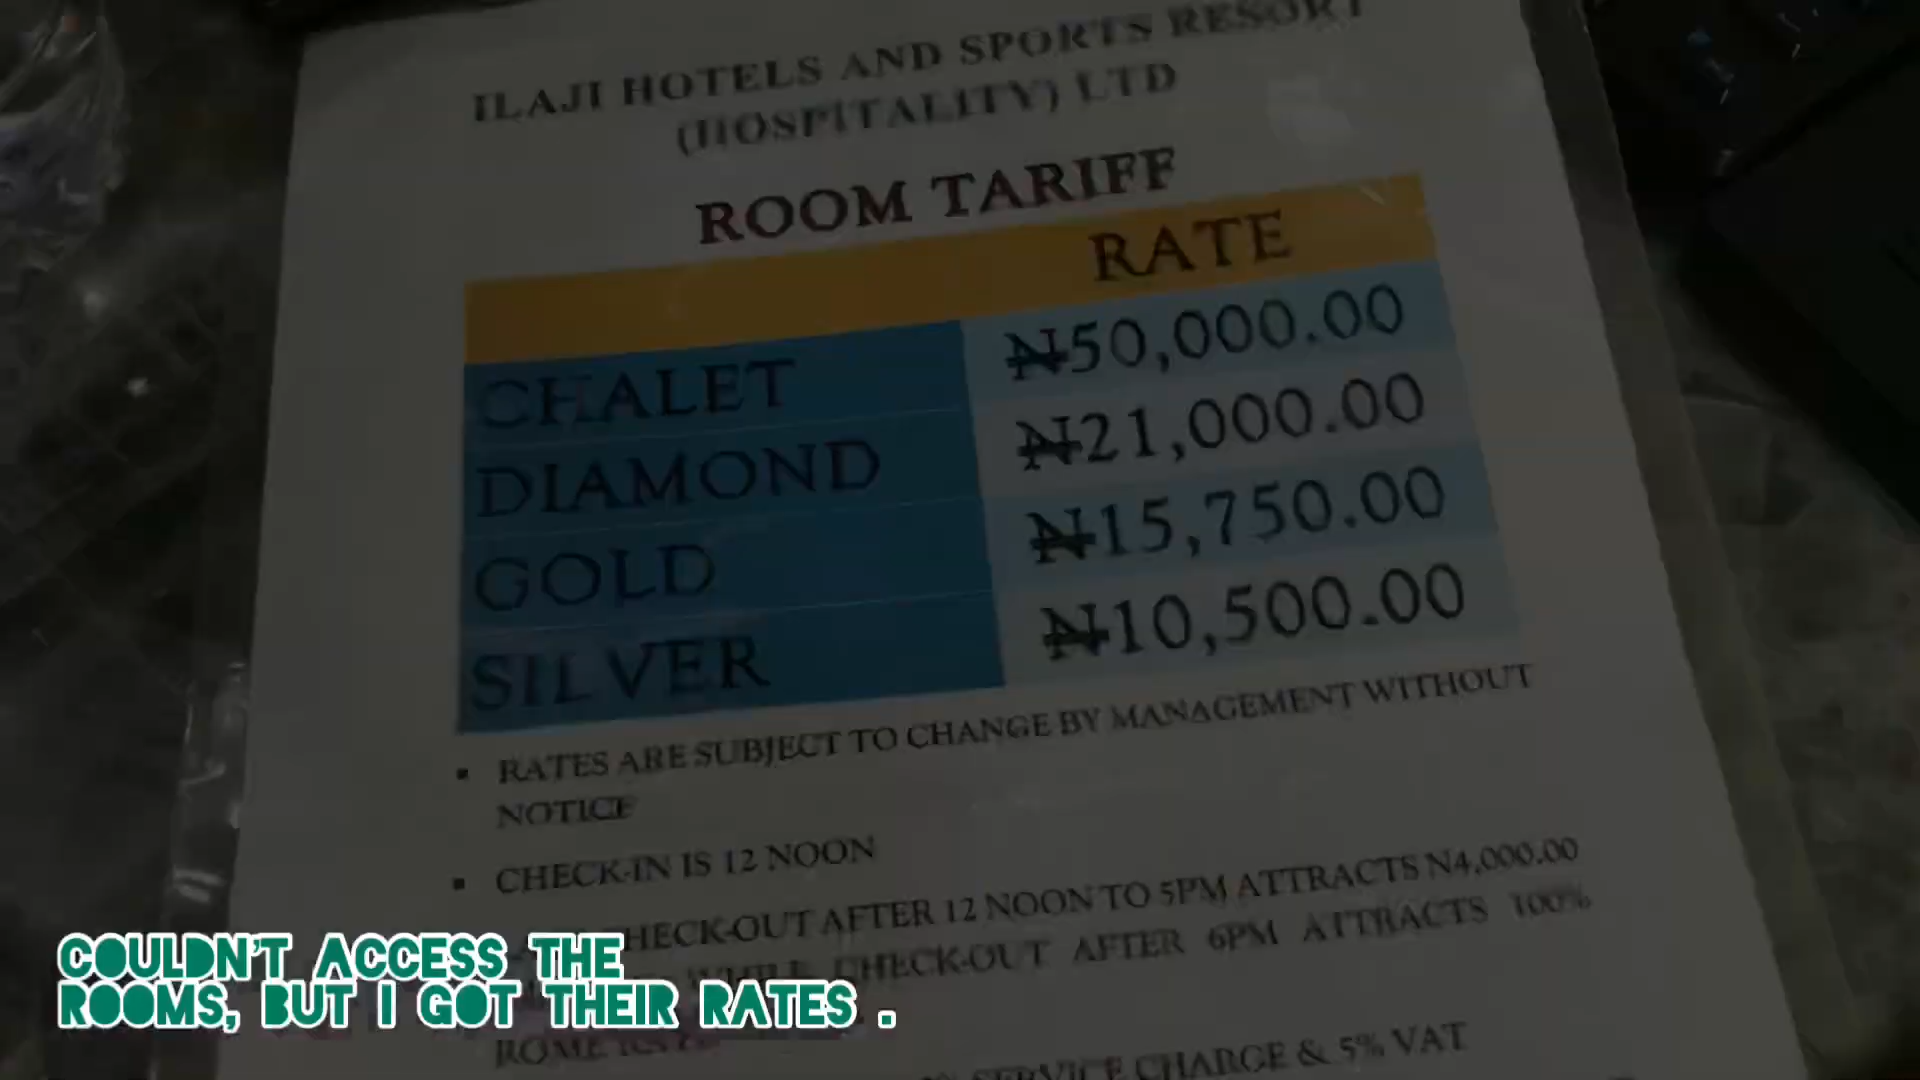 ILAJI HOTELS AND SPORTS RESORT
(HOSPITALITY) LTD
ROOM TARIFF
RATE
CHALET ₦50,000.00
DIAMOND ₦21,000.00
GOLD ₦15,750.00
SILVER ₦10,500.00
▪ RATES ARE SUBJECT TO CHANGE BY MANAGEMENT WITHOUT
NOTICE
▪ CHECK-IN IS 12 NOON
CHECK-OUT AFTER 12 NOON TO 5PM ATTRACTS N4,000.00
WHILE CHECK-OUT AFTER 6PM ATTRACTS 100%
SERVICE CHARGE & 5% VAT
COULDN'T ACCESS THE
ROOMS, BUT I GOT THEIR RATES .